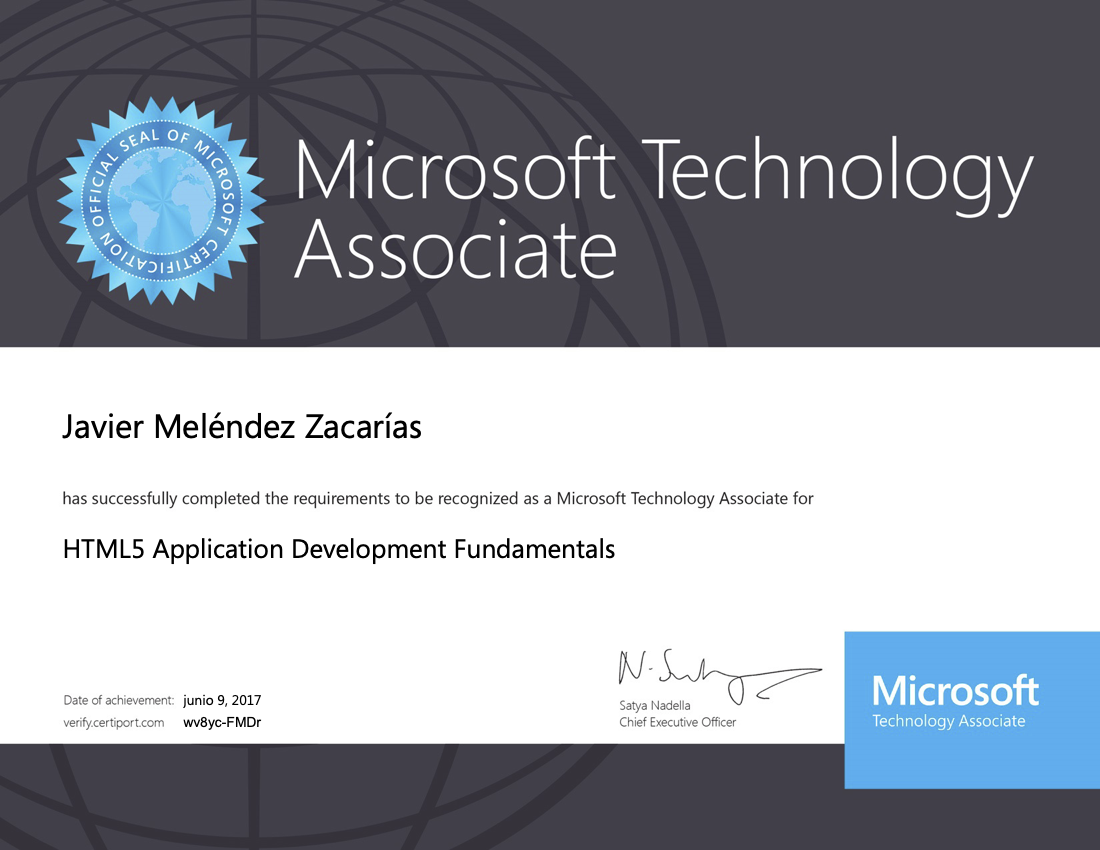 OFFICIAL SEAL OF MICROSOFT CERTIFICATION
Microsoft Technology
Associate
Javier Meléndez Zacarías
has successfully completed the requirements to be recognized as a Microsoft Technology Associate for
HTML5 Application Development Fundamentals
Date of achievement: junio 9, 2017
verify.certiport.com wv8yc-FMDr
N. Satya
Satya Nadella
Chief Executive Officer
Microsoft
Technology Associate